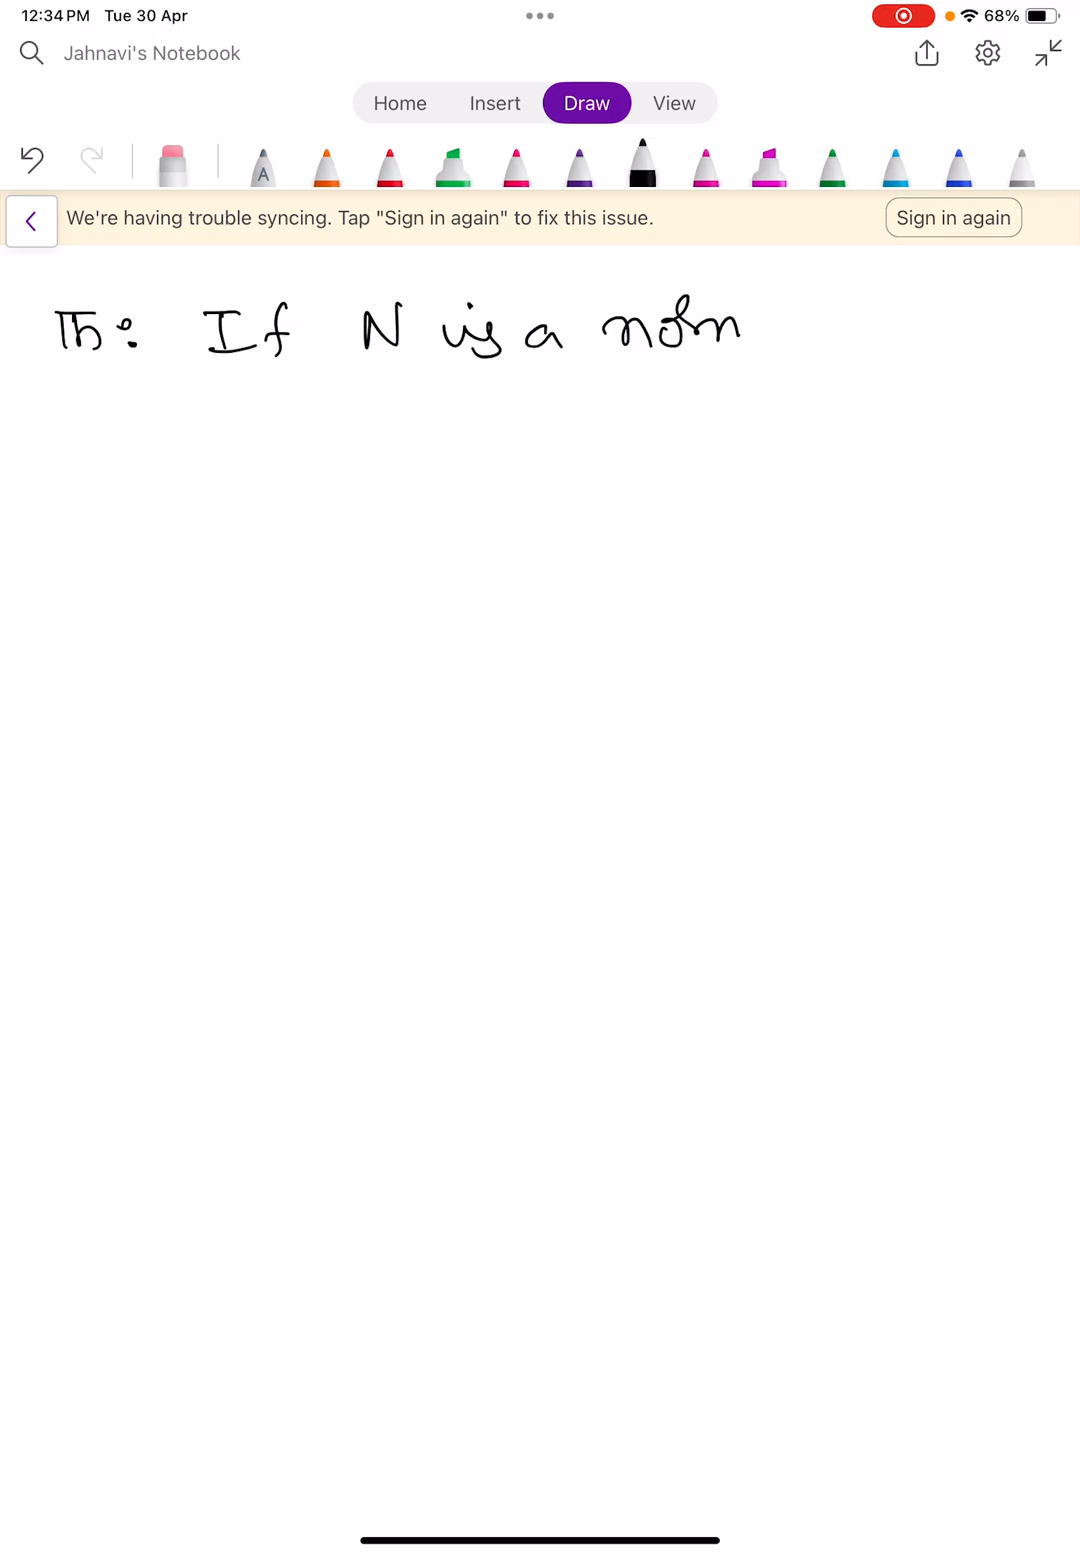 12:34 PM Tue 30 Apr 68%
Jahnavi's Notebook
Home Insert Draw View
A
We're having trouble syncing. Tap "Sign in again" to fix this issue. Sign in again
Th: If N is a norm